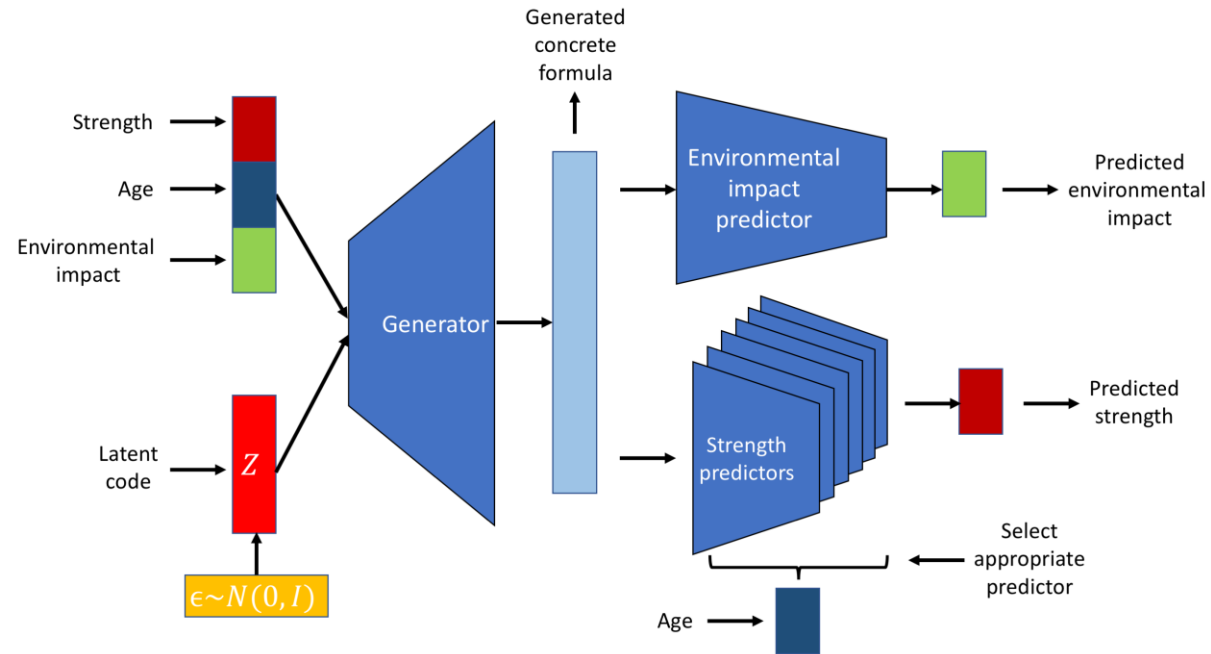 Generated
concrete
formula
Strength
Age
Environmental
impact
Latent
code
Z
ϵ~N(0, I)
Generator
Environmental
impact
predictor
Predicted
environmental
impact
Strength
predictors
Predicted
strength
Select
appropriate
predictor
Age